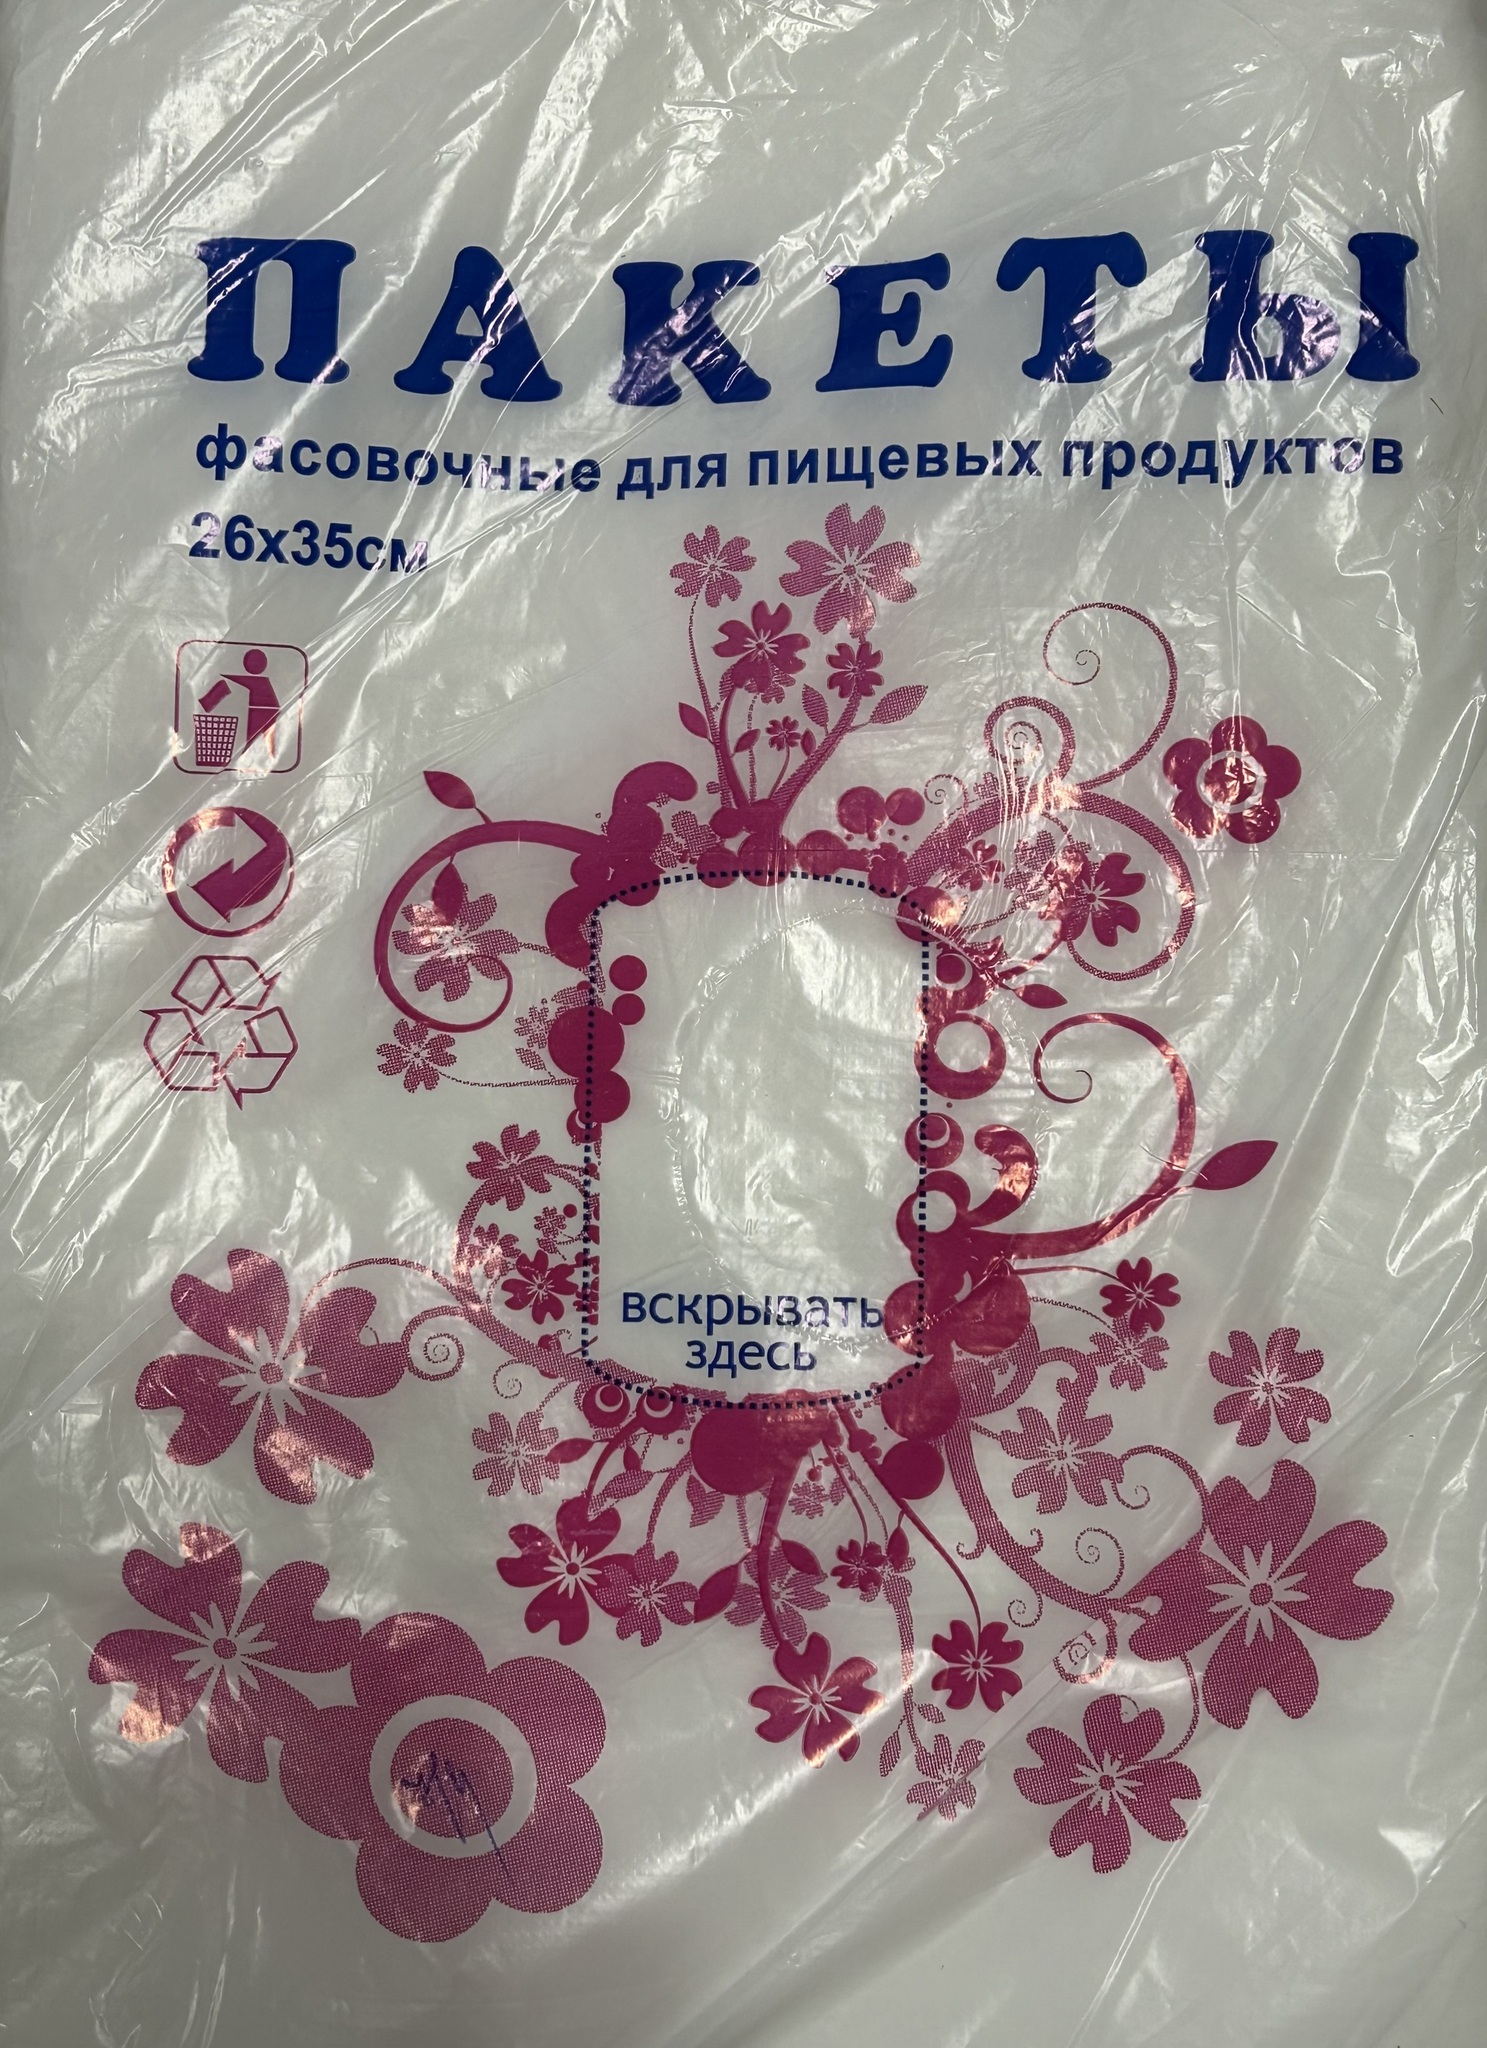 ПАКЕТЫ
фасовочные для пищевых продуктов
26х35см
вскрывать
здесь